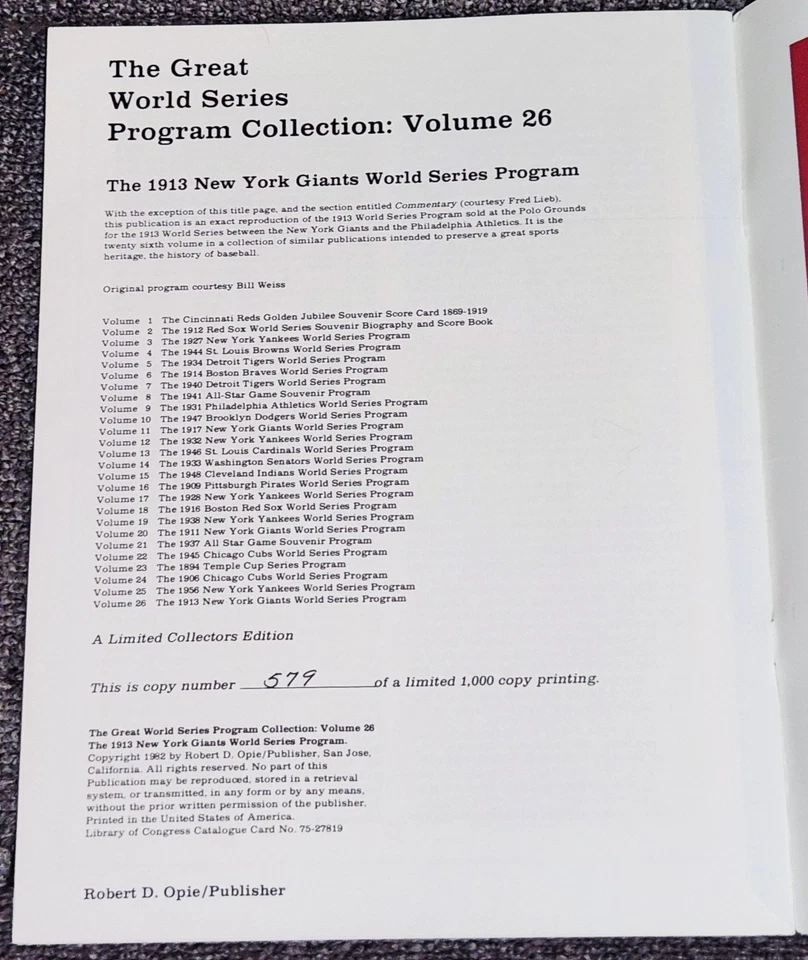 The Great
World Series
Program Collection: Volume 26
The 1913 New York Giants World Series Program
With the exception of this title page, and the section entitled Commentary (courtesy Fred Lieb),
this publication is an exact reproduction of the 1913 World Series Program sold at the Polo Grounds
for the 1913 World Series between the New York Giants and the Philadelphia Athletics. It is the
twenty sixth volume in a collection of similar publications intended to preserve a great sports
heritage, the history of baseball.
Original program courtesy Bill Weiss
Volume 1 The Cincinnati Reds Golden Jubilee Souvenir Score Card 1869-1919
Volume 2 The 1912 Red Sox World Series Souvenir Biography and Score Book
Volume 3 The 1927 New York Yankees World Series Program
Volume 4 The 1944 St. Louis Browns World Series Program
Volume 5 The 1934 Detroit Tigers World Series Program
Volume 6 The 1914 Boston Braves World Series Program
Volume 7 The 1940 Detroit Tigers World Series Program
Volume 8 The 1941 All-Star Game Souvenir Program
Volume 9 The 1931 Philadelphia Athletics World Series Program
Volume 10 The 1947 Brooklyn Dodgers World Series Program
Volume 11 The 1917 New York Giants World Series Program
Volume 12 The 1932 New York Yankees World Series Program
Volume 13 The 1946 St. Louis Cardinals World Series Program
Volume 14 The 1933 Washington Senators World Series Program
Volume 15 The 1948 Cleveland Indians World Series Program
Volume 16 The 1909 Pittsburgh Pirates World Series Program
Volume 17 The 1928 New York Yankees World Series Program
Volume 18 The 1916 Boston Red Sox World Series Program
Volume 19 The 1938 New York Yankees World Series Program
Volume 20 The 1911 New York Giants World Series Program
Volume 21 The 1937 All Star Game Souvenir Program
Volume 22 The 1945 Chicago Cubs World Series Program
Volume 23 The 1894 Temple Cup Series Program
Volume 24 The 1906 Chicago Cubs World Series Program
Volume 25 The 1956 New York Yankees World Series Program
Volume 26 The 1913 New York Giants World Series Program
A Limited Collectors Edition
This is copy number 579 of a limited 1,000 copy printing.
The Great World Series Program Collection: Volume 26
The 1913 New York Giants World Series Program.
Copyright 1982 by Robert D. Opie/Publisher, San Jose,
California. All rights reserved. No part of this
Publication may be reproduced, stored in a retrieval
system, or transmitted, in any form or by any means,
without the prior written permission of the publisher.
Printed in the United States of America.
Library of Congress Catalogue Card No. 75-27819
Robert D. Opie/Publisher